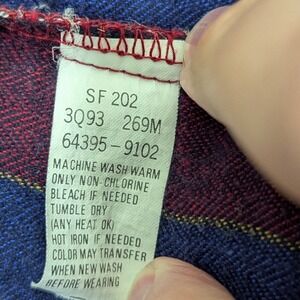 SF 202
3Q93 269M
64395-9102
MACHINE WASH WARM
ONLY NON-CHLORINE
BLEACH IF NEEDED
TUMBLE DRY
(ANY HEAT OK)
HOT IRON IF NEEDED
COLOR MAY TRANSFER
WHEN NEW WASH
BEFORE WEARING